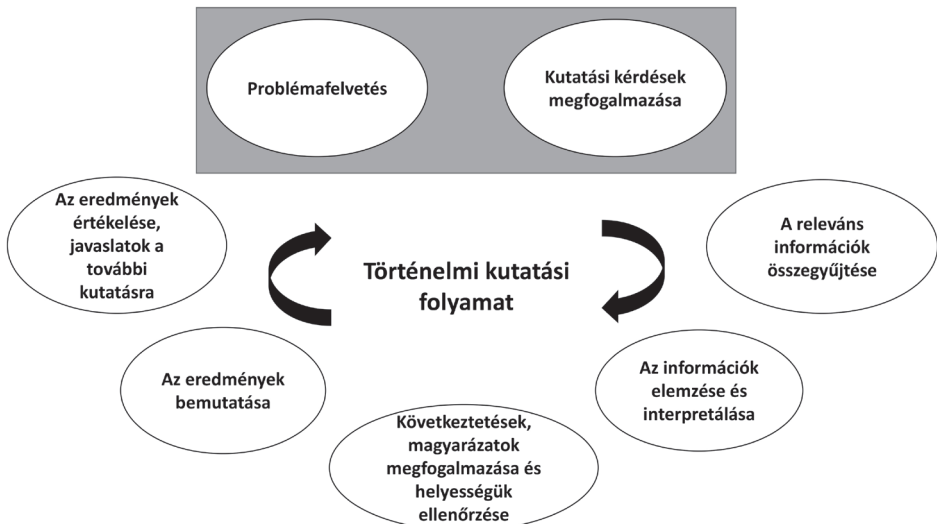 Problémafelvetés
Kutatási kérdések
megfogalmazása
Az eredmények
értékelése,
javaslatok a
további
kutatásra
A releváns
információk
összegyűjtése
Történelmi kutatási
folyamat
Az eredmények
bemutatása
Az információk
elemzése és
interpretálása
Következtetések,
magyarázatok
megfogalmazása és
helyességük
ellenőrzése